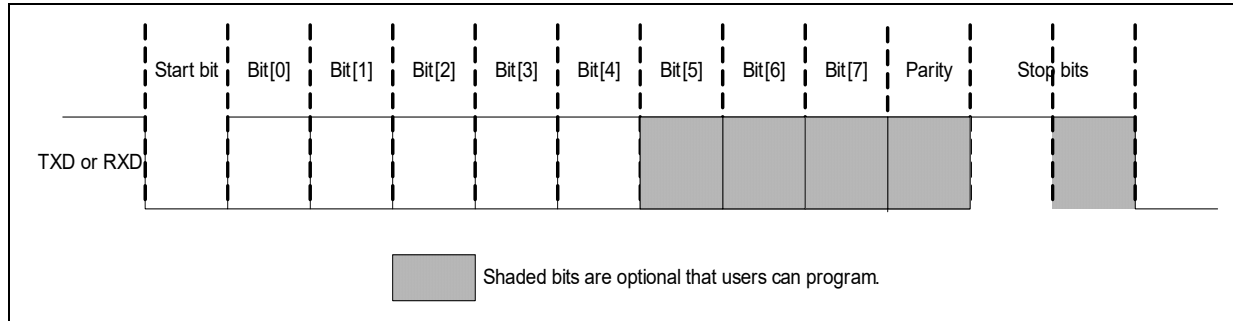 Start bit Bit[0] Bit[1] Bit[2] Bit[3] Bit[4] Bit[5] Bit[6] Bit[7] Parity Stop bits
TXD or RXD
Shaded bits are optional that users can program.